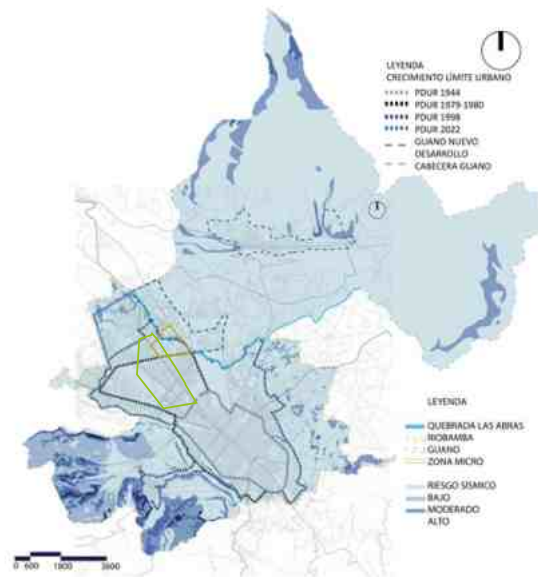 LEYENDA
CRECIMIENTO LÍMITE URBANO
PDUR 1944
PDUR 1979-1980
PDUR 1998
PDUR 2022
GUANO NUEVO
DESARROLLO
CABECERA GUANO
LEYENDA
QUEBRADA LAS ABRAS
RIOBAMBA
GUANO
ZONA MICRO
RIESGO SISMICO
BAJO
MODERADO
ALTO
0 600 1800 3600